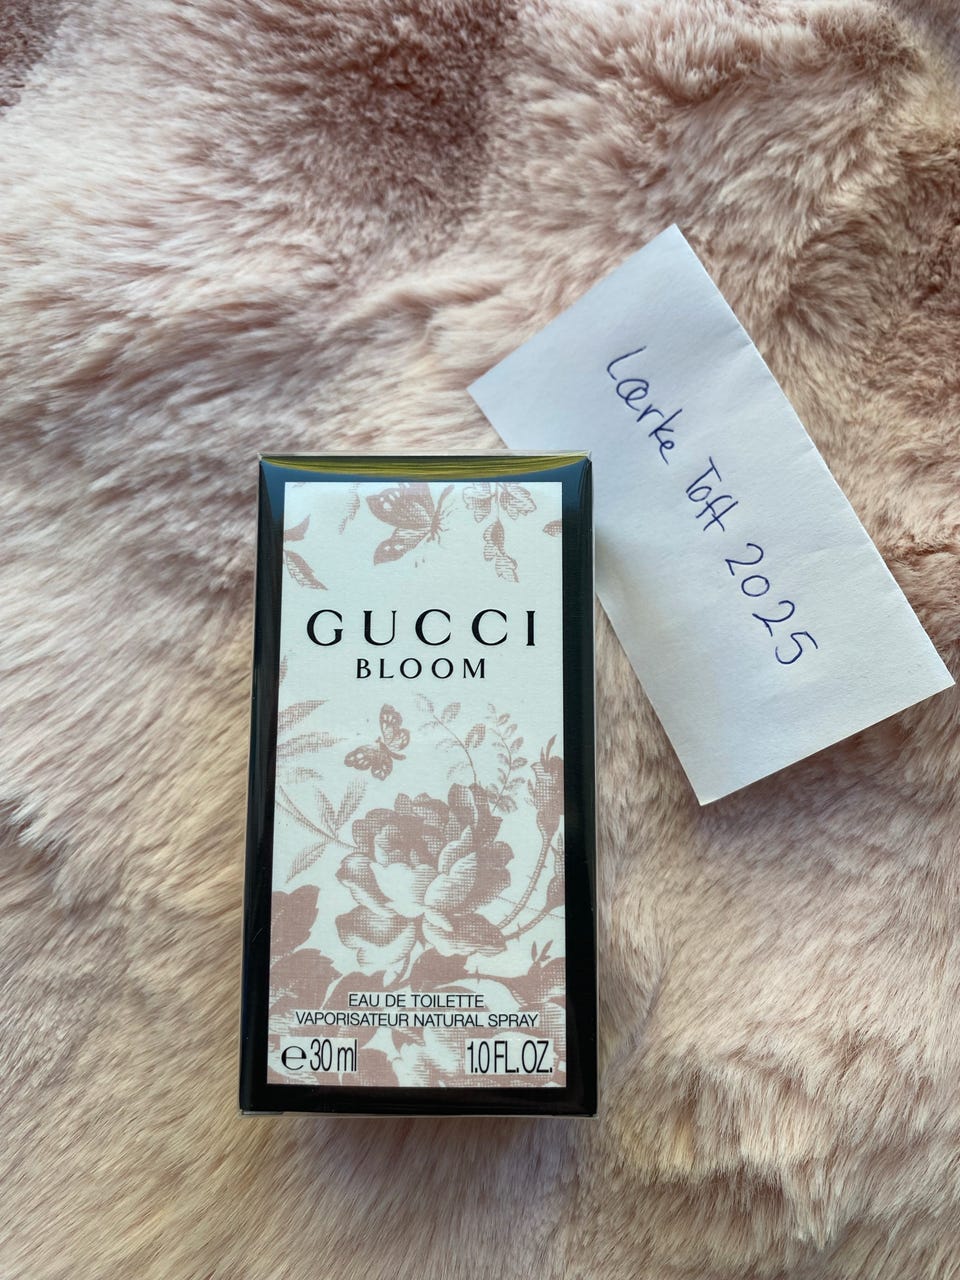 Lærke Toft 2025
GUCCI
BLOOM
EAU DE TOILETTE
VAPORISATEUR NATURAL SPRAY
℮30 ml 1.0 FL. OZ.